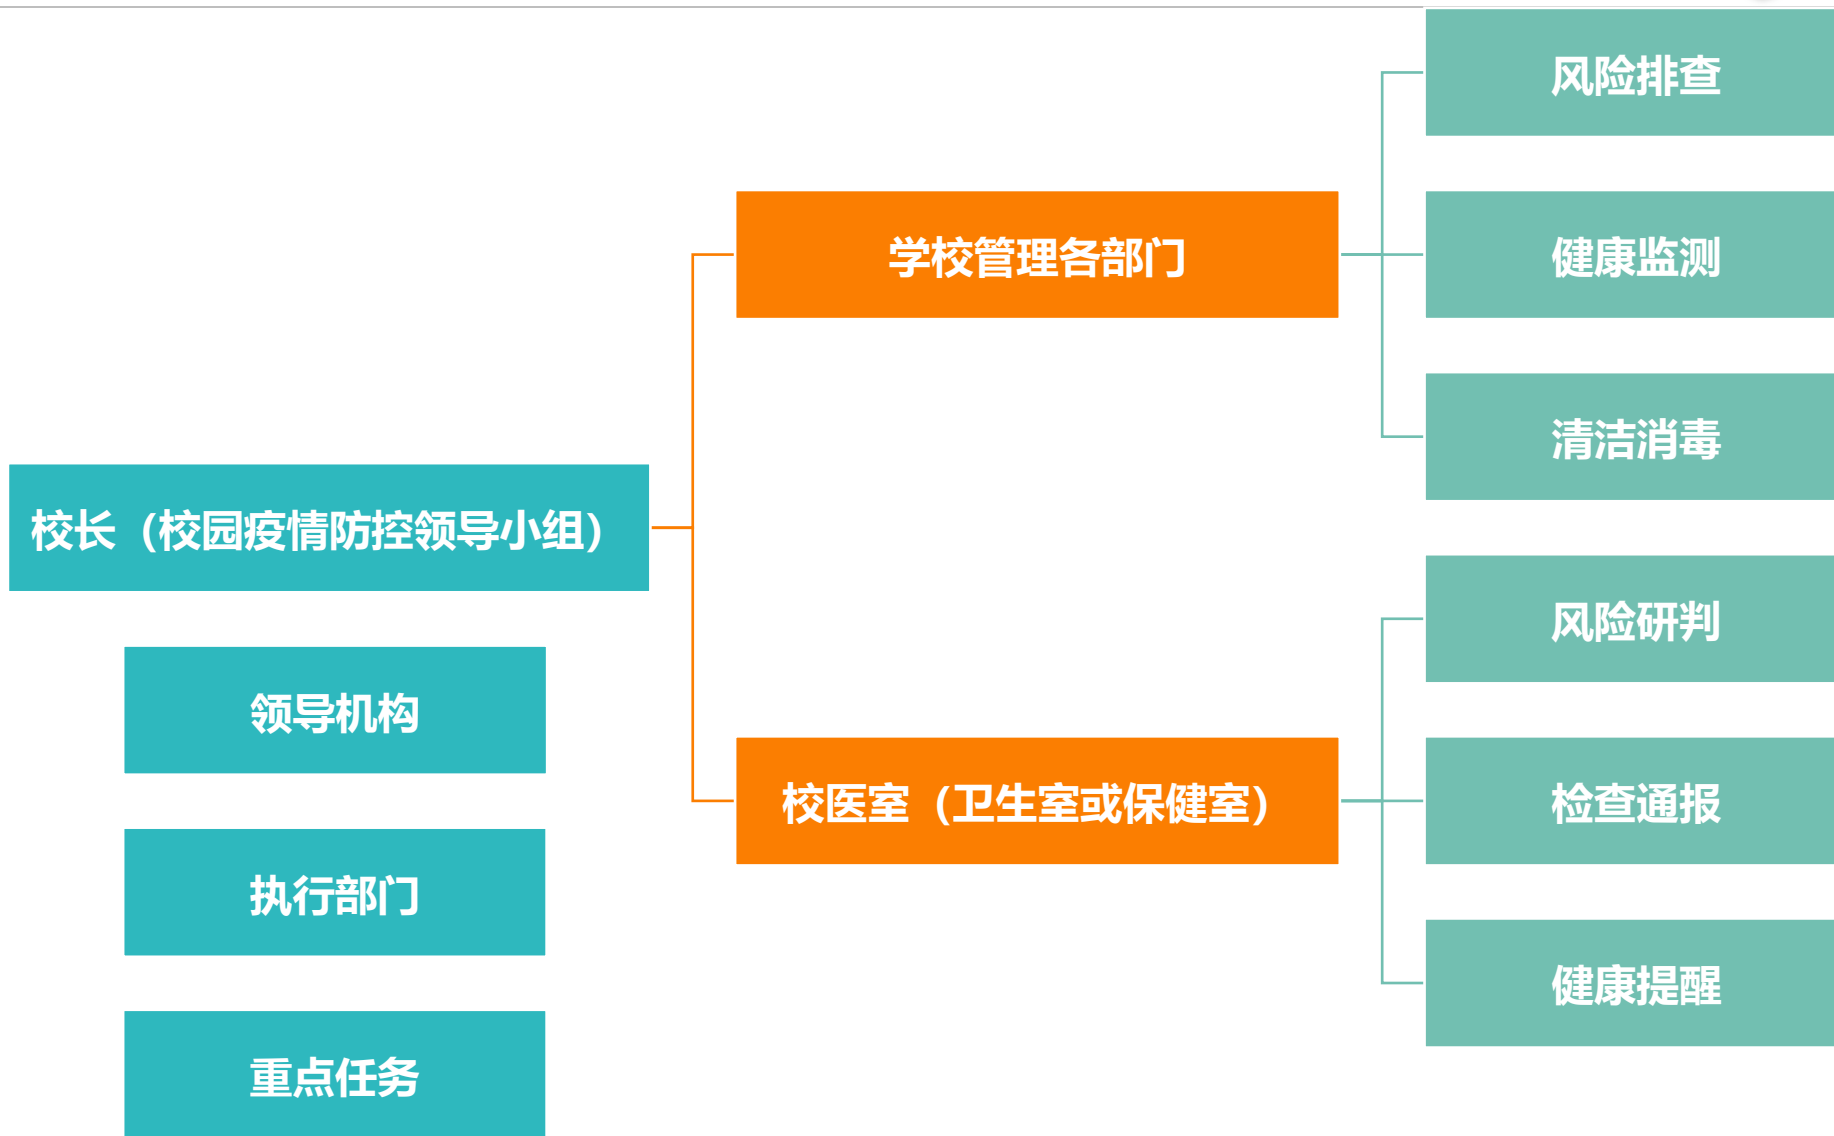 风险排查
学校管理各部门
健康监测
清洁消毒
校长（校园疫情防控领导小组）
风险研判
领导机构
校医室（卫生室或保健室）
检查通报
执行部门
健康提醒
重点任务